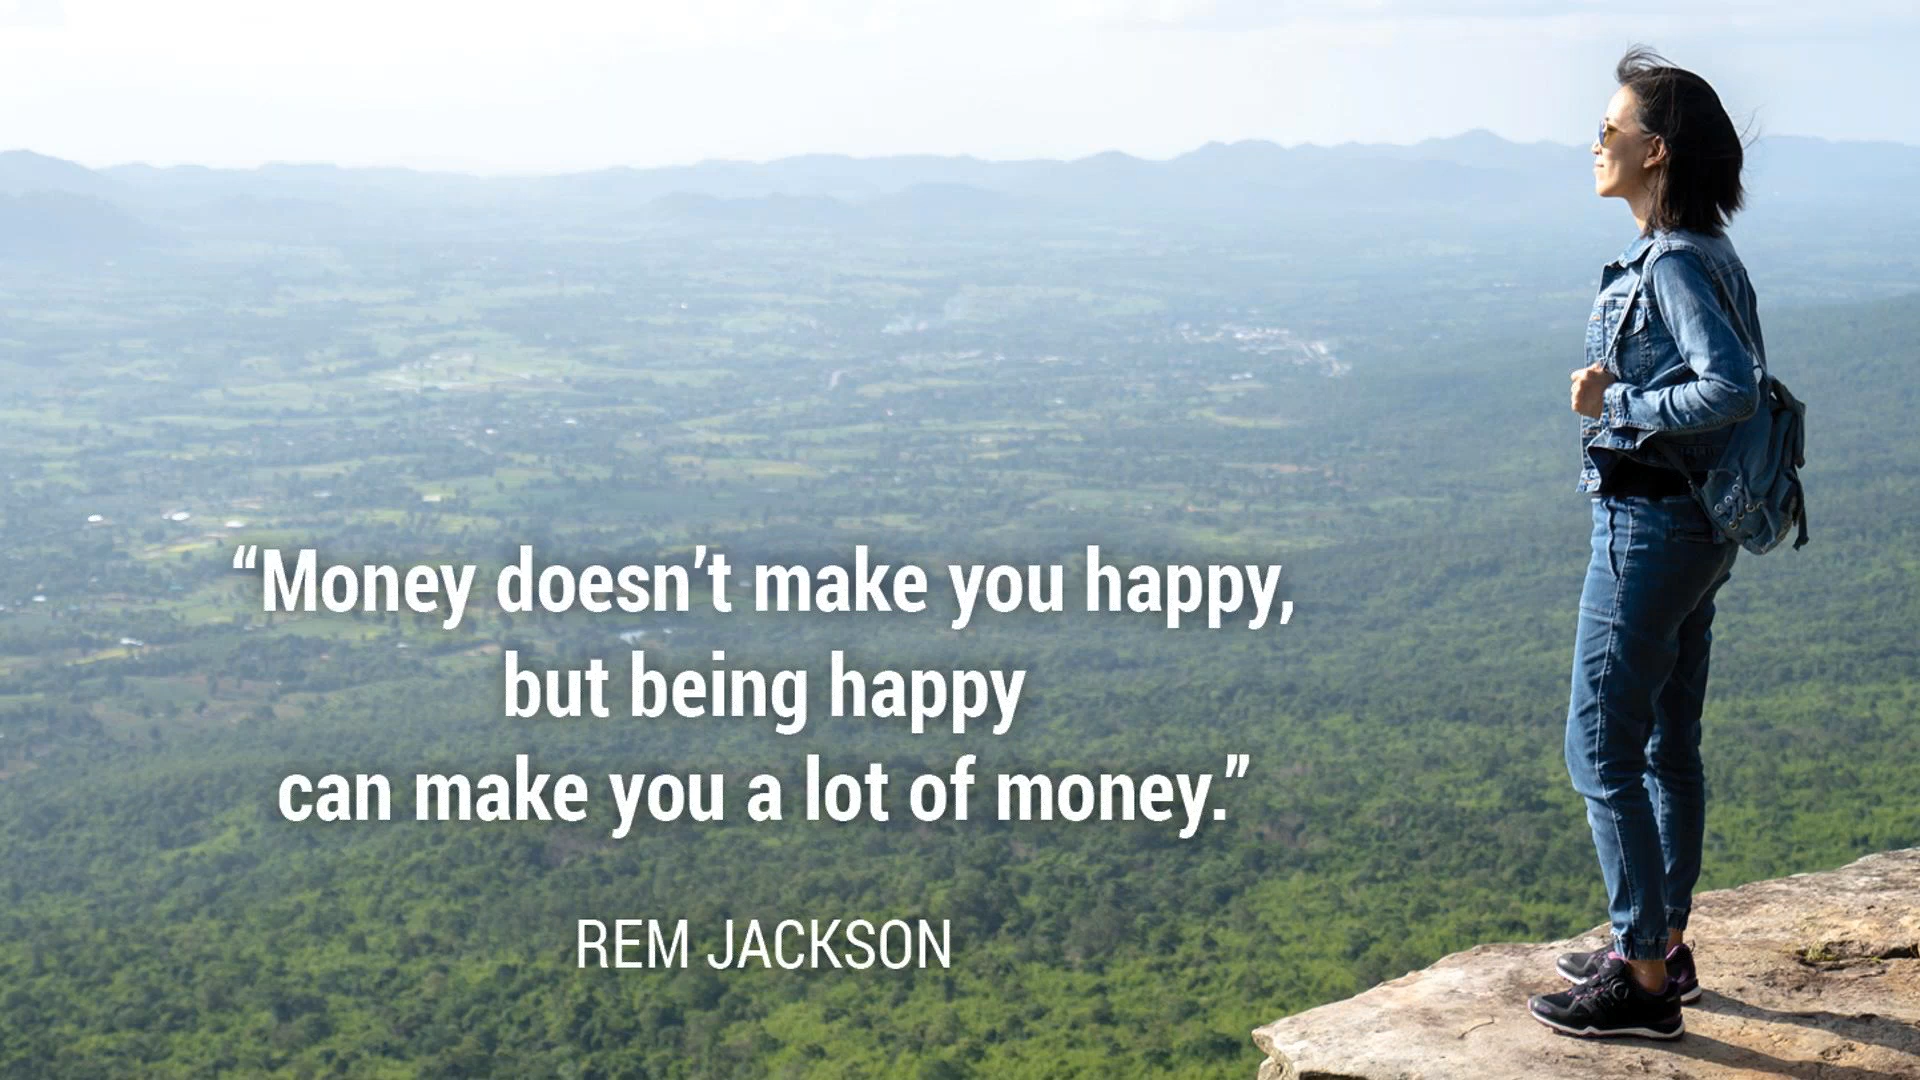 “Money doesn’t make you happy,
but being happy
can make you a lot of money.”
REM JACKSON